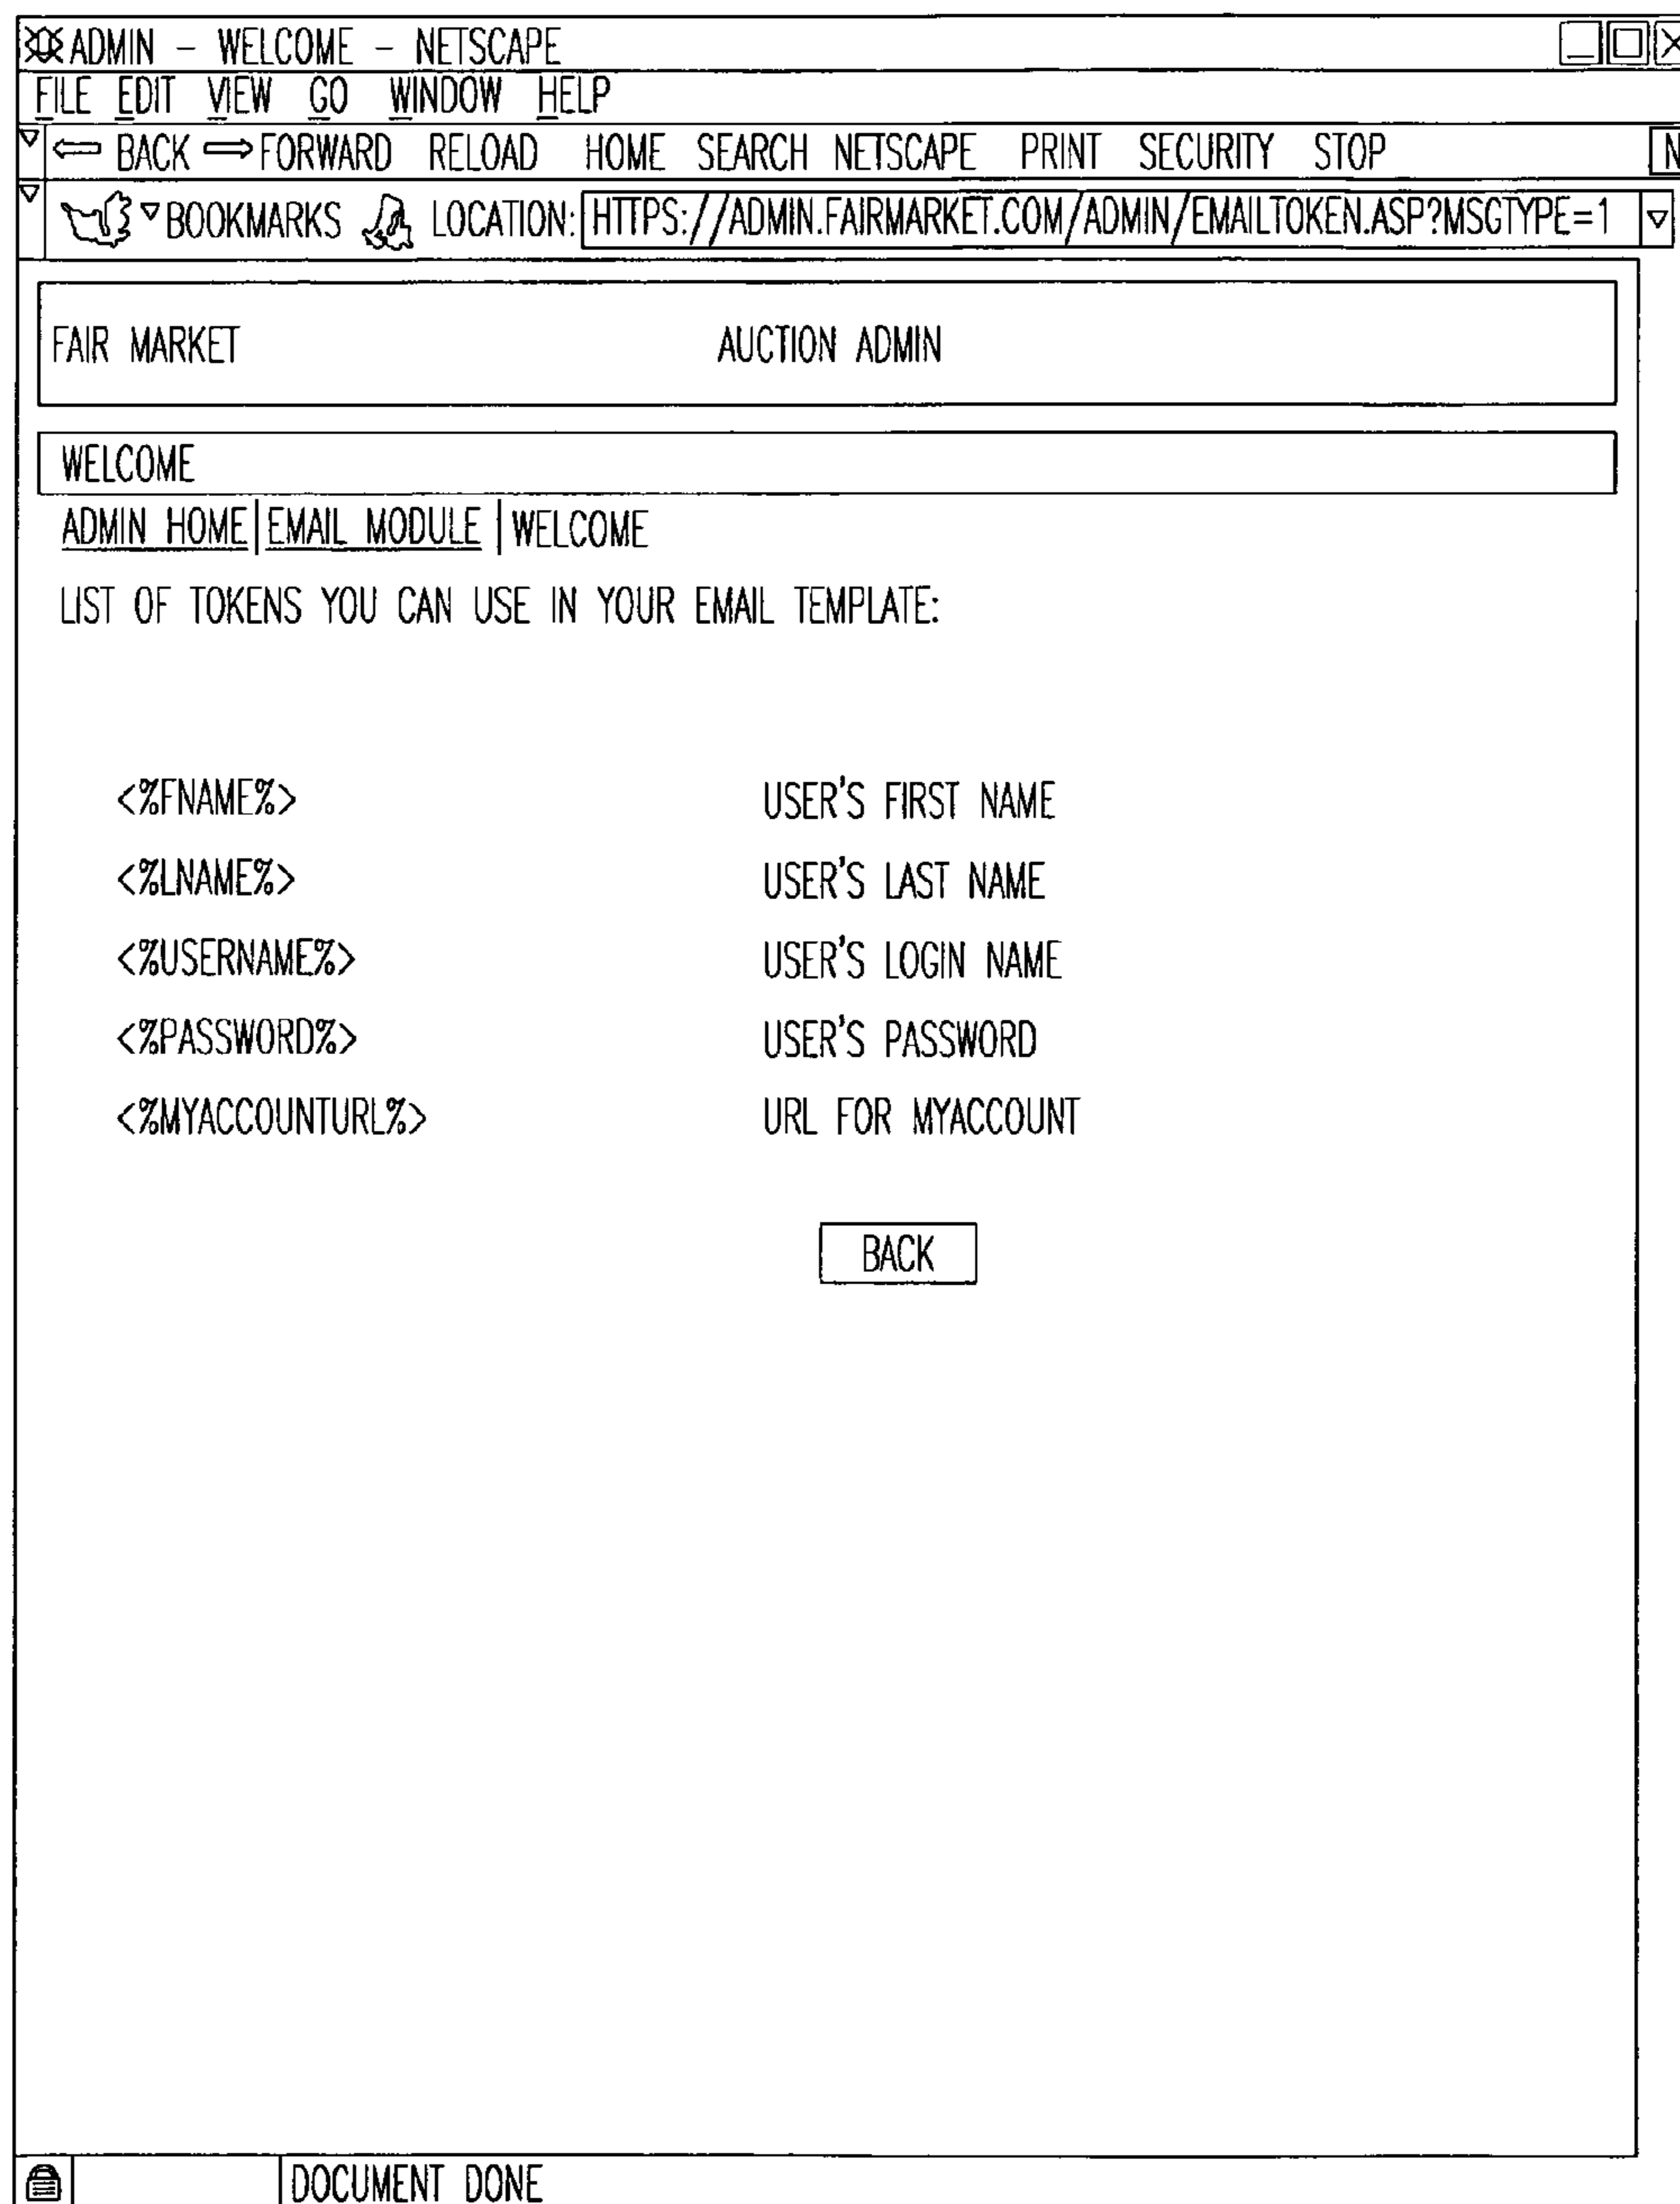 ADMIN – WELCOME – NETSCAPE
FILE EDIT VIEW GO WINDOW HELP
BACK FORWARD RELOAD HOME SEARCH NETSCAPE PRINT SECURITY STOP N
BOOKMARKS LOCATION: HTTPS://ADMIN.FAIRMARKET.COM/ADMIN/EMAILTOKEN.ASP?MSGTYPE=1
FAIR MARKET AUCTION ADMIN
WELCOME
ADMIN HOME|EMAIL MODULE |WELCOME
LIST OF TOKENS YOU CAN USE IN YOUR EMAIL TEMPLATE:
<%FNAME%> USER'S FIRST NAME
<%LNAME%> USER'S LAST NAME
<%USERNAME%> USER'S LOGIN NAME
<%PASSWORD%> USER'S PASSWORD
<%MYACCOUNTURL%> URL FOR MYACCOUNT
BACK
DOCUMENT DONE